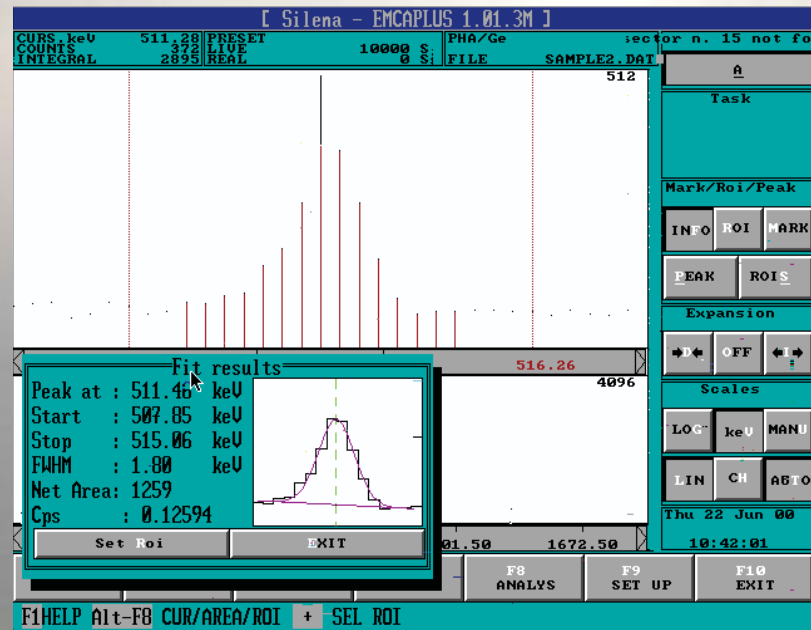 [ Silena - EMCAPLUS 1.01.3M ]
CURS.keV 511.28 PRESET PHA/Ge sector n. 15 not fo
COUNTS 372 LIVE 10000 S
INTEGRAL 2895 REAL 0 S FILE SAMPLE2.DAT
512
A
Task
Mark/Roi/Peak
INFO ROI MARK
PEAK ROIS
Expansion
→D← OFF ←I→
516.26
4096
Scales
LOG keV MANU
LIN CH
Thu 22 Jun 00
10:42:01
Fit results
Peak at : 511.48 keV
Start : 507.85 keV
Stop : 515.06 keV
FWHM : 1.80 keV
Net Area: 1259
Cps : 0.12594
Set Roi EXIT
01.50 1672.50
F8 F9 F10
ANALYS SET UP EXIT
F1HELP Alt-F8 CUR/AREA/ROI + SEL ROI